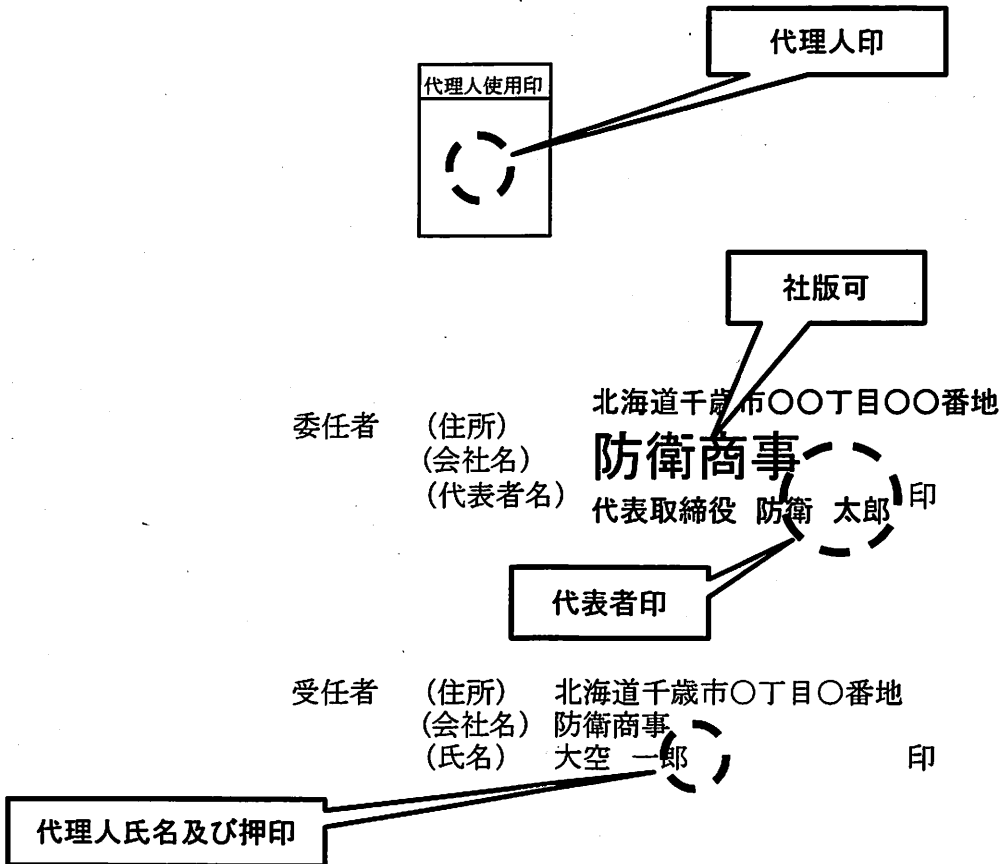 代理人印
代理人使用印
社版可
北海道千歳市〇〇丁目〇〇番地
委任者 (住所)
(会社名) 防衛商事
(代表者名) 代表取締役 防衛 太郎 印
代表者印
受任者 (住所) 北海道千歳市〇丁目〇番地
(会社名) 防衛商事
(氏名) 大空 一郎 印
代理人氏名及び押印